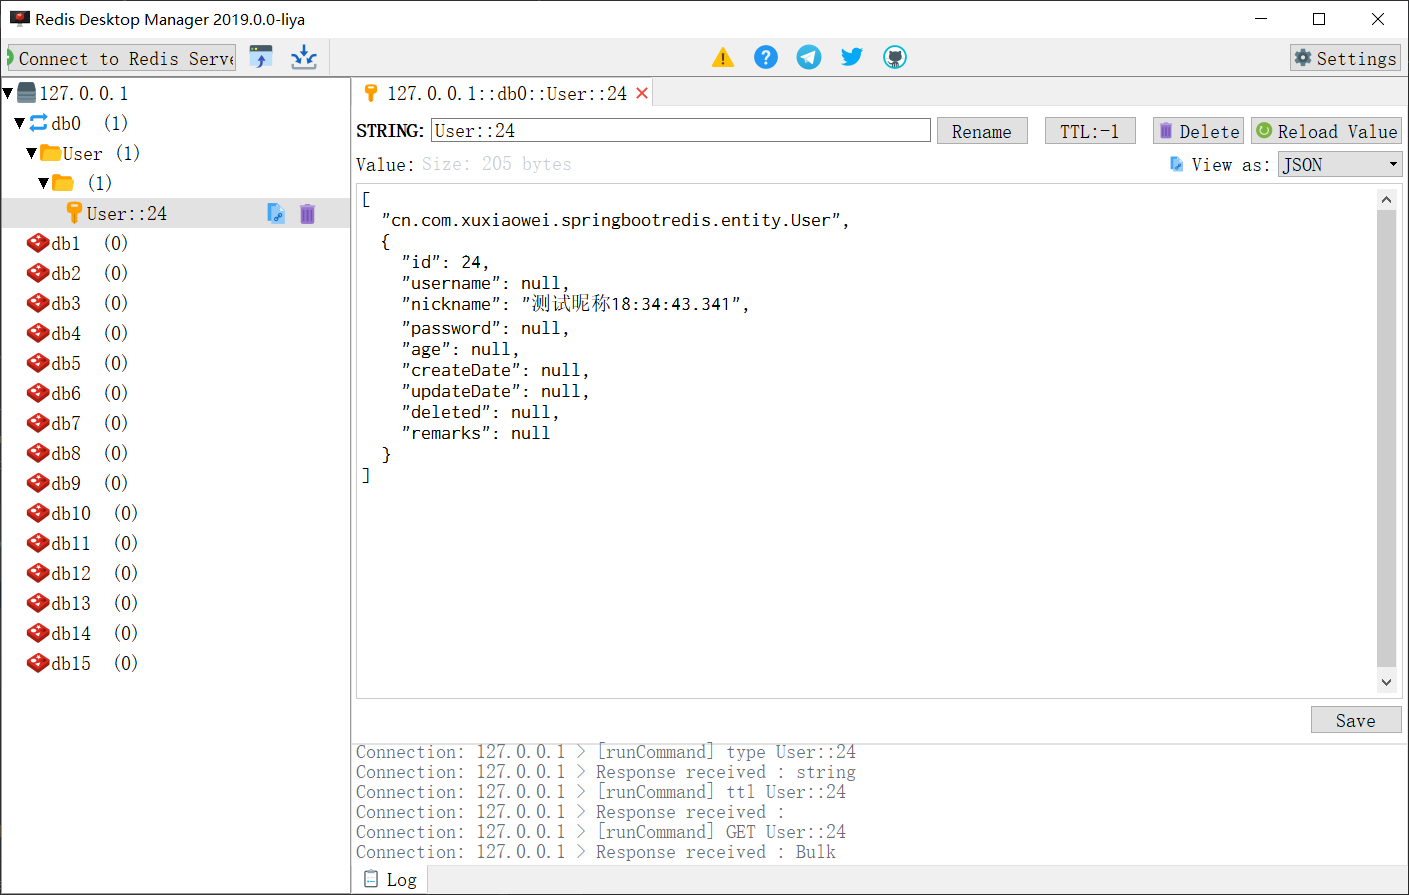 Redis Desktop Manager 2019.0.0-liya
Connect to Redis Serve
Settings
127.0.0.1
db0 (1)
User (1)
(1)
User::24
db1 (0)
db2 (0)
db3 (0)
db4 (0)
db5 (0)
db6 (0)
db7 (0)
db8 (0)
db9 (0)
db10 (0)
db11 (0)
db12 (0)
db13 (0)
db14 (0)
db15 (0)
127.0.0.1::db0::User::24
STRING: User::24 Rename TTL:-1 Delete Reload Value
Value: Size: 205 bytes View as: JSON
[
"cn.com.xuxiaowei.springbootredis.entity.User",
{
"id": 24,
"username": null,
"nickname": "测试昵称18:34:43.341",
"password": null,
"age": null,
"createDate": null,
"updateDate": null,
"deleted": null,
"remarks": null
}
]
Save
Connection: 127.0.0.1 > [runCommand] type User::24
Connection: 127.0.0.1 > Response received : string
Connection: 127.0.0.1 > [runCommand] ttl User::24
Connection: 127.0.0.1 > Response received :
Connection: 127.0.0.1 > [runCommand] GET User::24
Connection: 127.0.0.1 > Response received : Bulk
Log